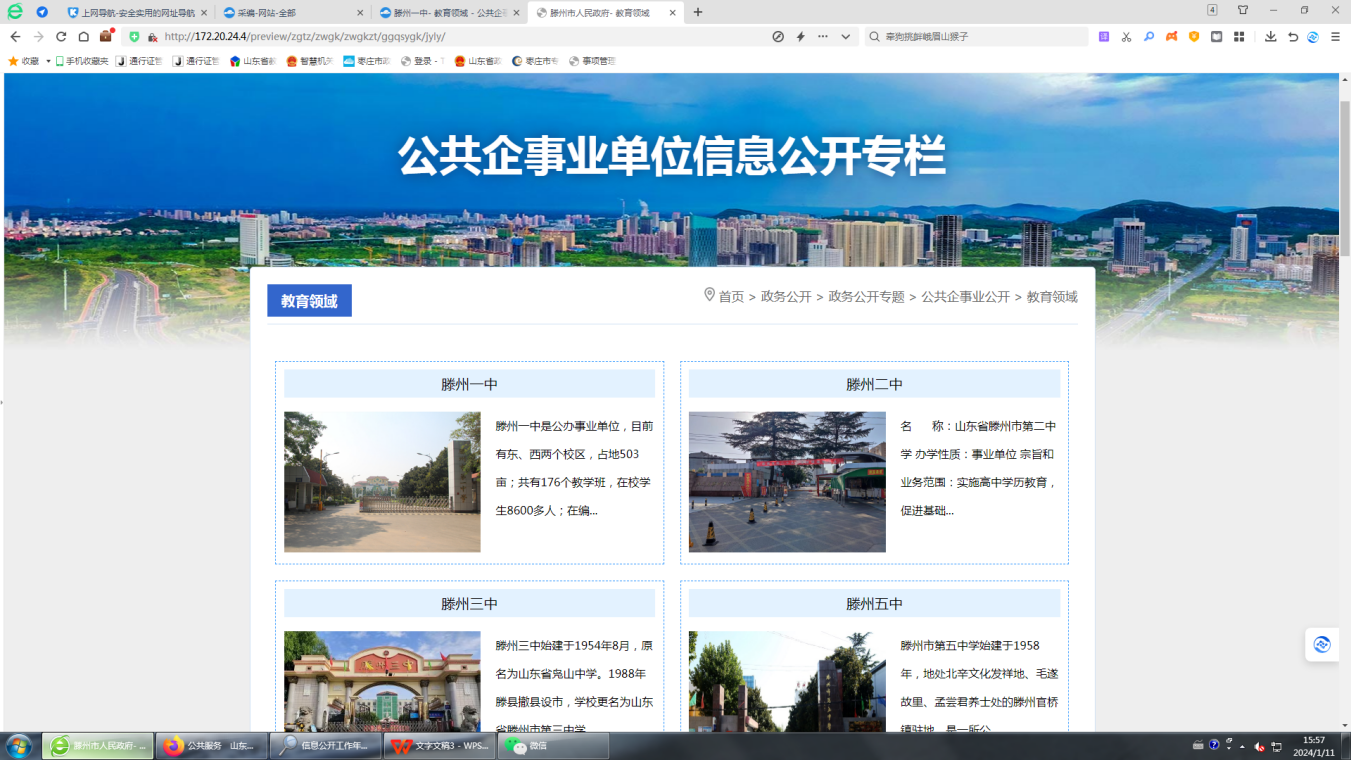 上网导航-安全实用的网址导航
采编-网站-全部
滕州一中- 教育领域 - 公共企
滕州市人民政府- 教育领域
4
http://172.20.24.4/preview/zgtz/zwgk/zwgkzt/ggqsygk/jyly/
牵狗挑衅峨眉山猴子
收藏
手机收藏夹
通行证管
通行证管
山东省
智慧机关
枣庄市政
登录 -
山东省政
枣庄市专
事项管理
公共企事业单位信息公开专栏
教育领域
首页 > 政务公开 > 政务公开专题 > 公共企事业公开 > 教育领域
滕州一中
滕州一中是公办事业单位，目前
有东、西两个校区，占地503
亩；共有176个教学班，在校学
生8600多人；在编...
滕州二中
名 称：山东省滕州市第二中
学 办学性质：事业单位 宗旨和
业务范围：实施高中学历教育，
促进基础...
滕州三中
滕州三中
滕州三中始建于1954年8月，原
名为山东省凫山中学。1988年
滕县撤县设市，学校更名为山东
省滕州市第三中学
滕州五中
滕州市第五中学始建于1958
年，地处北辛文化发祥地、毛遂
故里、孟尝君养士处的滕州官桥
镇驻地，是一所公
滕州市人民政府- ...
公共服务 山东...
信息公开工作年...
文字文稿3 - WPS...
微信
15:57
2024/1/11